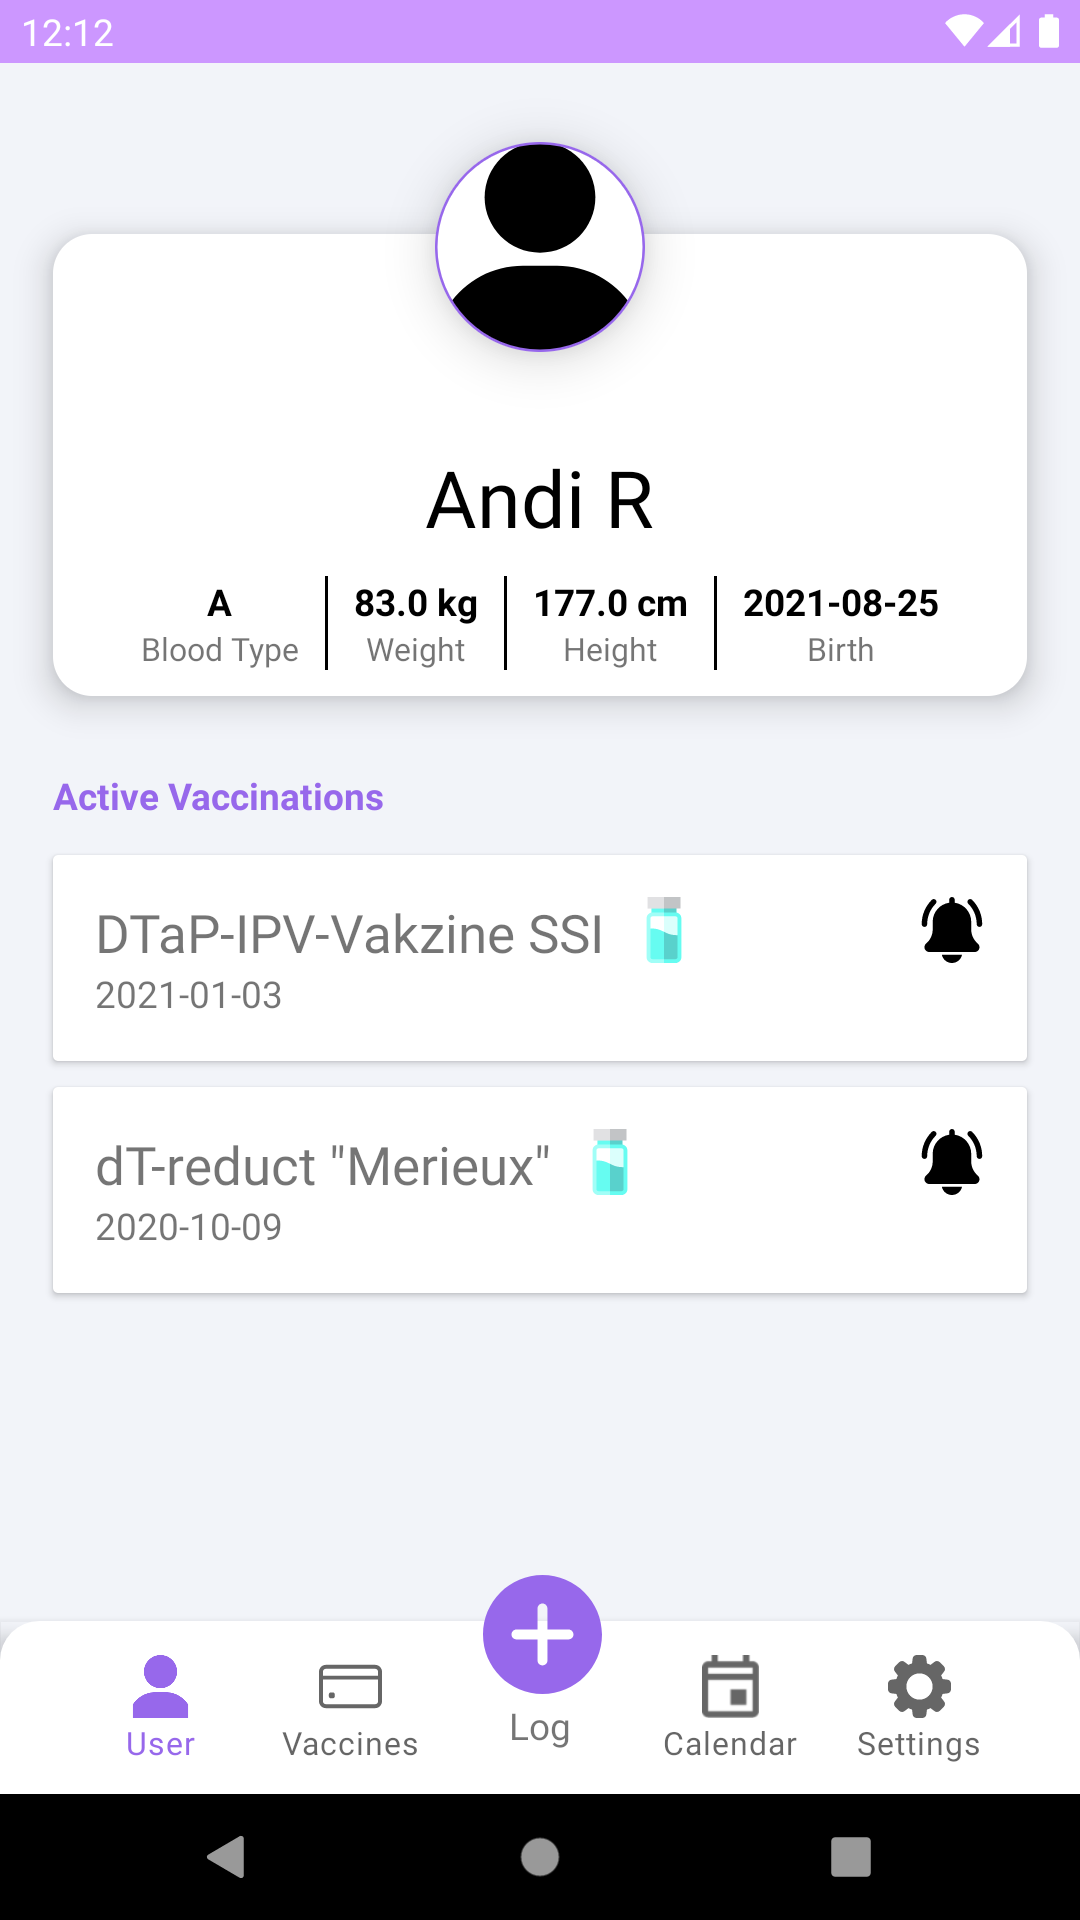 12:12
Andi R
A 83.0 kg 177.0 cm 2021-08-25
Blood Type Weight Height Birth
Active Vaccinations
DTaP-IPV-Vakzine SSI
2021-01-03
dT-reduct "Merieux"
2020-10-09
User Vaccines Log Calendar Settings